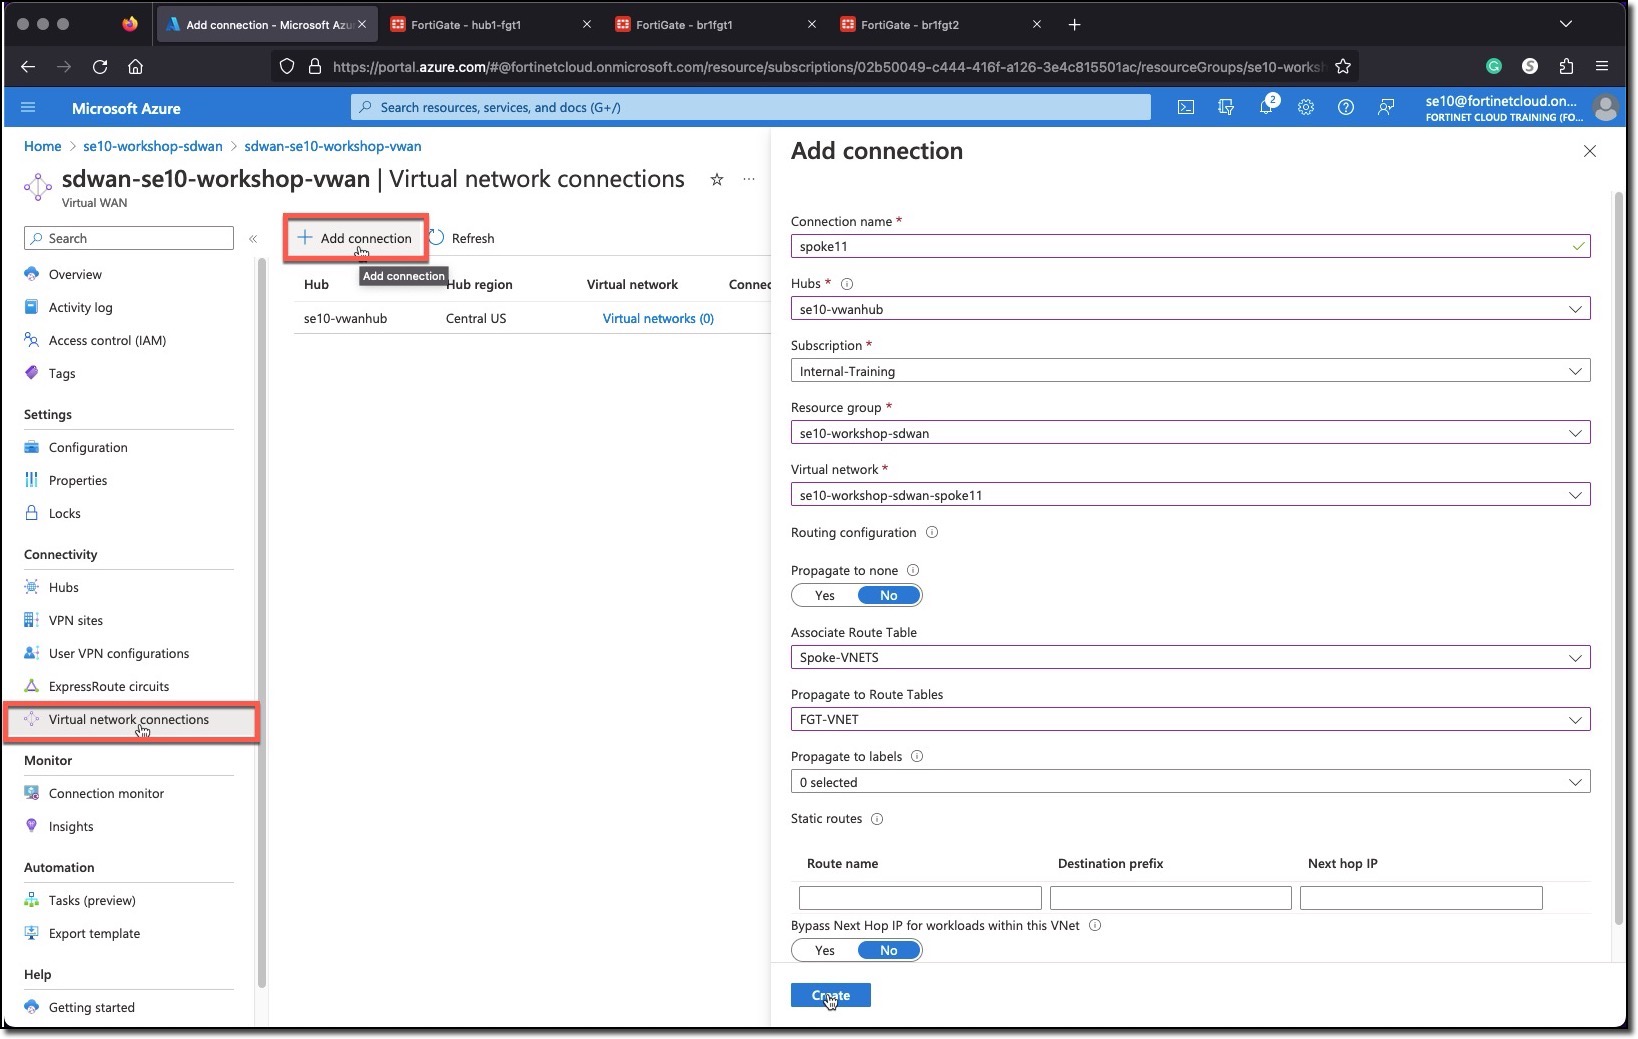 Add connection - Microsoft Azu
FortiGate - hub1-fgt1
FortiGate - br1fgt1
FortiGate - br1fgt2
https://portal.azure.com/#@fortinetcloud.onmicrosoft.com/resource/subscriptions/02b50049-c444-416f-a126-3e4c815501ac/resourceGroups/se10-worksh
Microsoft Azure
Search resources, services, and docs (G+/)
2
se10@fortinetcloud.on...
FORTINET CLOUD TRAINING (FO...
Home > se10-workshop-sdwan > sdwan-se10-workshop-vwan
sdwan-se10-workshop-vwan | Virtual network connections
Virtual WAN
Search
Overview
Activity log
Access control (IAM)
Tags
Settings
Configuration
Properties
Locks
Connectivity
Hubs
VPN sites
User VPN configurations
ExpressRoute circuits
Virtual network connections
Monitor
Connection monitor
Insights
Automation
Tasks (preview)
Export template
Help
Getting started
Add connection
Refresh
Add connection
Hub
Hub region
Virtual network
Connec
se10-vwanhub
Central US
Virtual networks (0)
Add connection
Connection name *
spoke11
Hubs *
se10-vwanhub
Subscription *
Internal-Training
Resource group *
se10-workshop-sdwan
Virtual network *
se10-workshop-sdwan-spoke11
Routing configuration
Propagate to none
Yes No
Associate Route Table
Spoke-VNETS
Propagate to Route Tables
FGT-VNET
Propagate to labels
0 selected
Static routes
Route name
Destination prefix
Next hop IP
Bypass Next Hop IP for workloads within this VNet
Yes No
Create